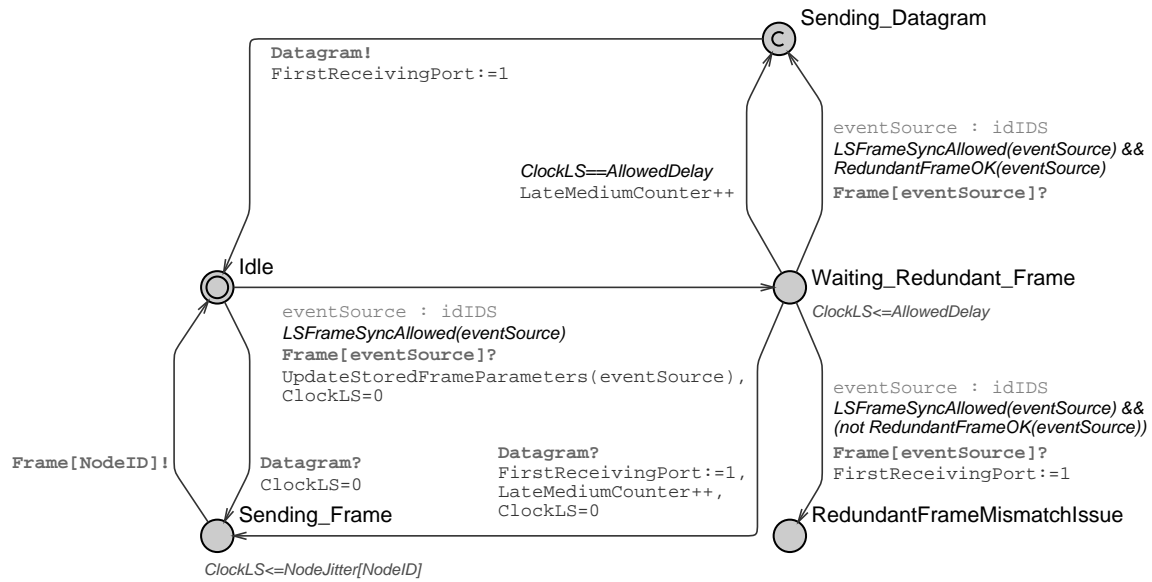 Sending_Datagram
C
Datagram!
FirstReceivingPort:=1
eventSource : idIDS
LSFrameSyncAllowed(eventSource) &&
RedundantFrameOK(eventSource)
Frame[eventSource]?
ClockLS==AllowedDelay
LateMediumCounter++
Idle
Waiting_Redundant_Frame
ClockLS<=AllowedDelay
eventSource : idIDS
LSFrameSyncAllowed(eventSource)
Frame[eventSource]?
UpdateStoredFrameParameters(eventSource),
ClockLS=0
eventSource : idIDS
LSFrameSyncAllowed(eventSource) &&
(not RedundantFrameOK(eventSource))
Frame[eventSource]?
FirstReceivingPort:=1
Frame[NodeID]!
Datagram?
ClockLS=0
Datagram?
FirstReceivingPort:=1,
LateMediumCounter++,
ClockLS=0
Sending_Frame
RedundantFrameMismatchIssue
ClockLS<=NodeJitter[NodeID]